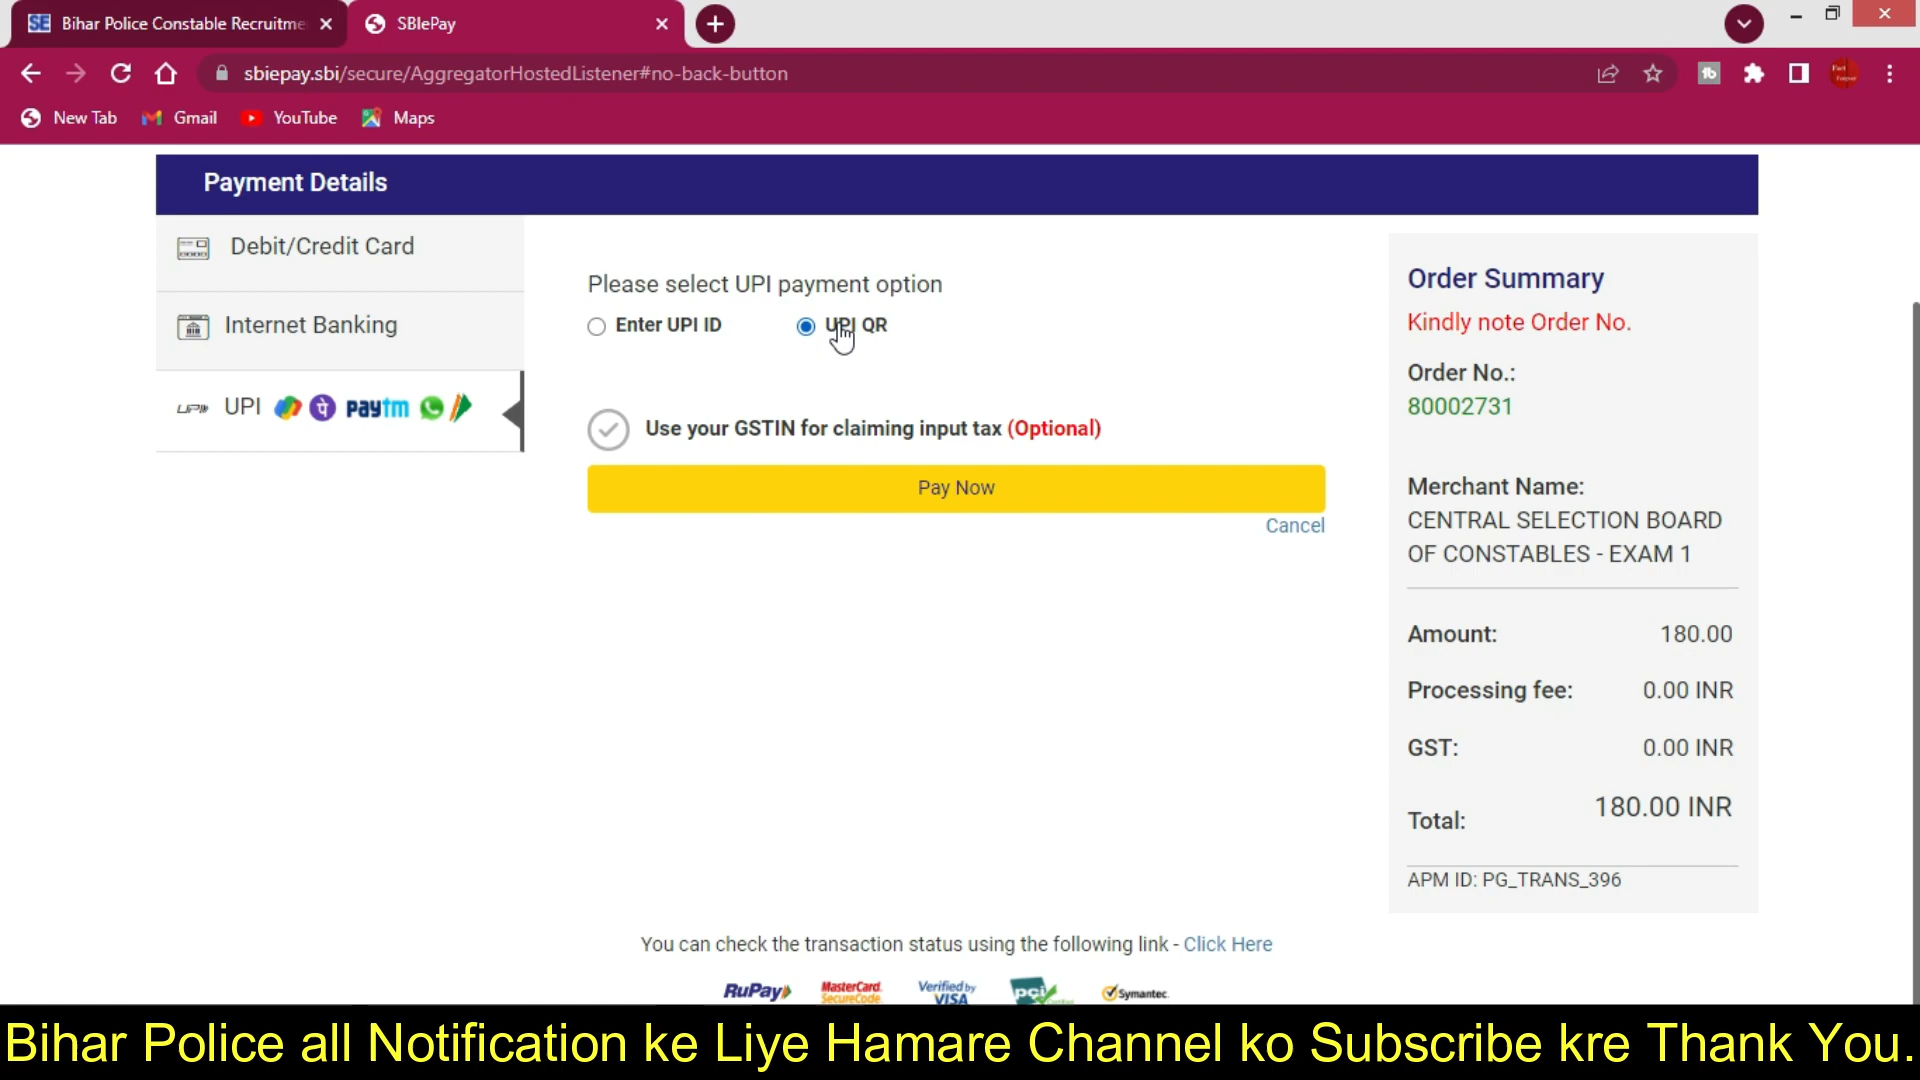 SE Bihar Police Constable Recruitme
SBIePay
sbiepay.sbi/secure/AggregatorHostedListener#no-back-button
New Tab
Gmail
YouTube
Maps
Payment Details
Debit/Credit Card
Internet Banking
UPI UPI paytm
Please select UPI payment option
Enter UPI ID
UPI QR
Use your GSTIN for claiming input tax (Optional)
Pay Now
Cancel
Order Summary
Kindly note Order No.
Order No.:
80002731
Merchant Name:
CENTRAL SELECTION BOARD
OF CONSTABLES - EXAM 1
Amount: 180.00
Processing fee: 0.00 INR
GST: 0.00 INR
Total: 180.00 INR
APM ID: PG_TRANS_396
You can check the transaction status using the following link - Click Here
RuPay
MasterCard.
SecureCode.
Verified by
VISA
pci
Symantec.
Bihar Police all Notification ke Liye Hamare Channel ko Subscribe kre Thank You.